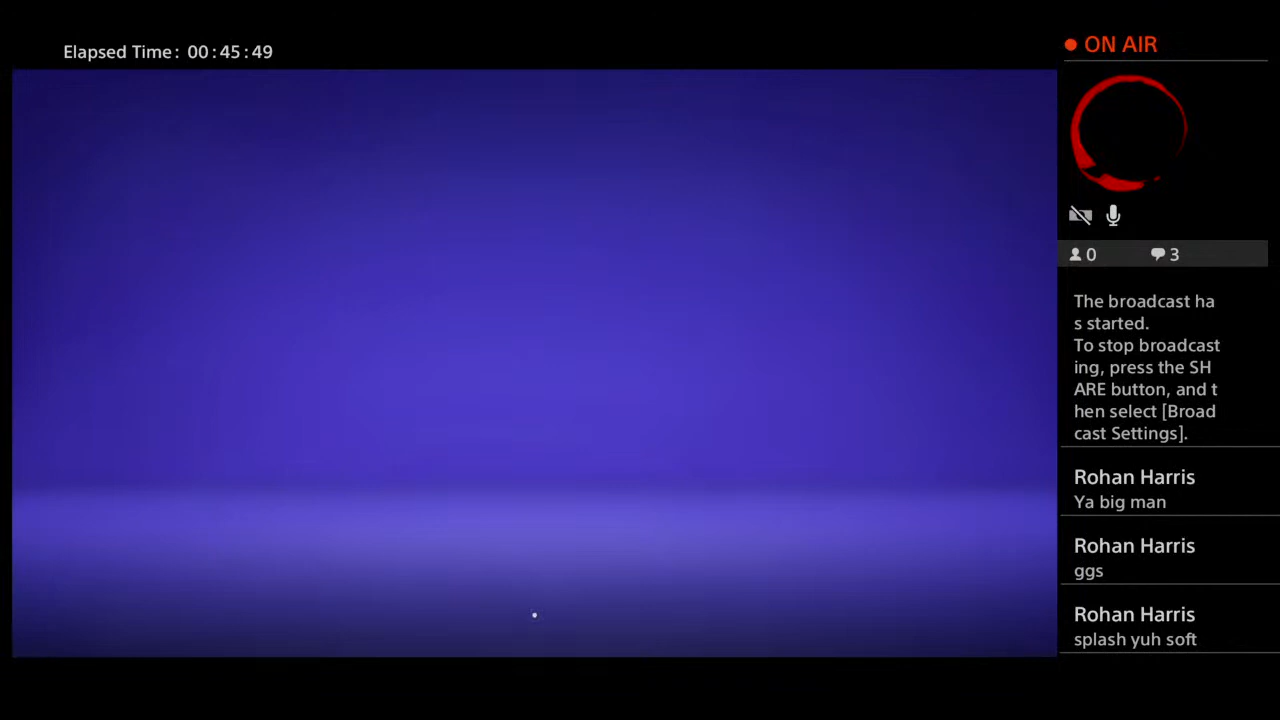 Elapsed Time: 00:45:49
ON AIR
0 3
The broadcast ha
s started.
To stop broadcast
ing, press the SH
ARE button, and t
hen select [Broad
cast Settings].
Rohan Harris
Ya big man
Rohan Harris
ggs
Rohan Harris
splash yuh soft